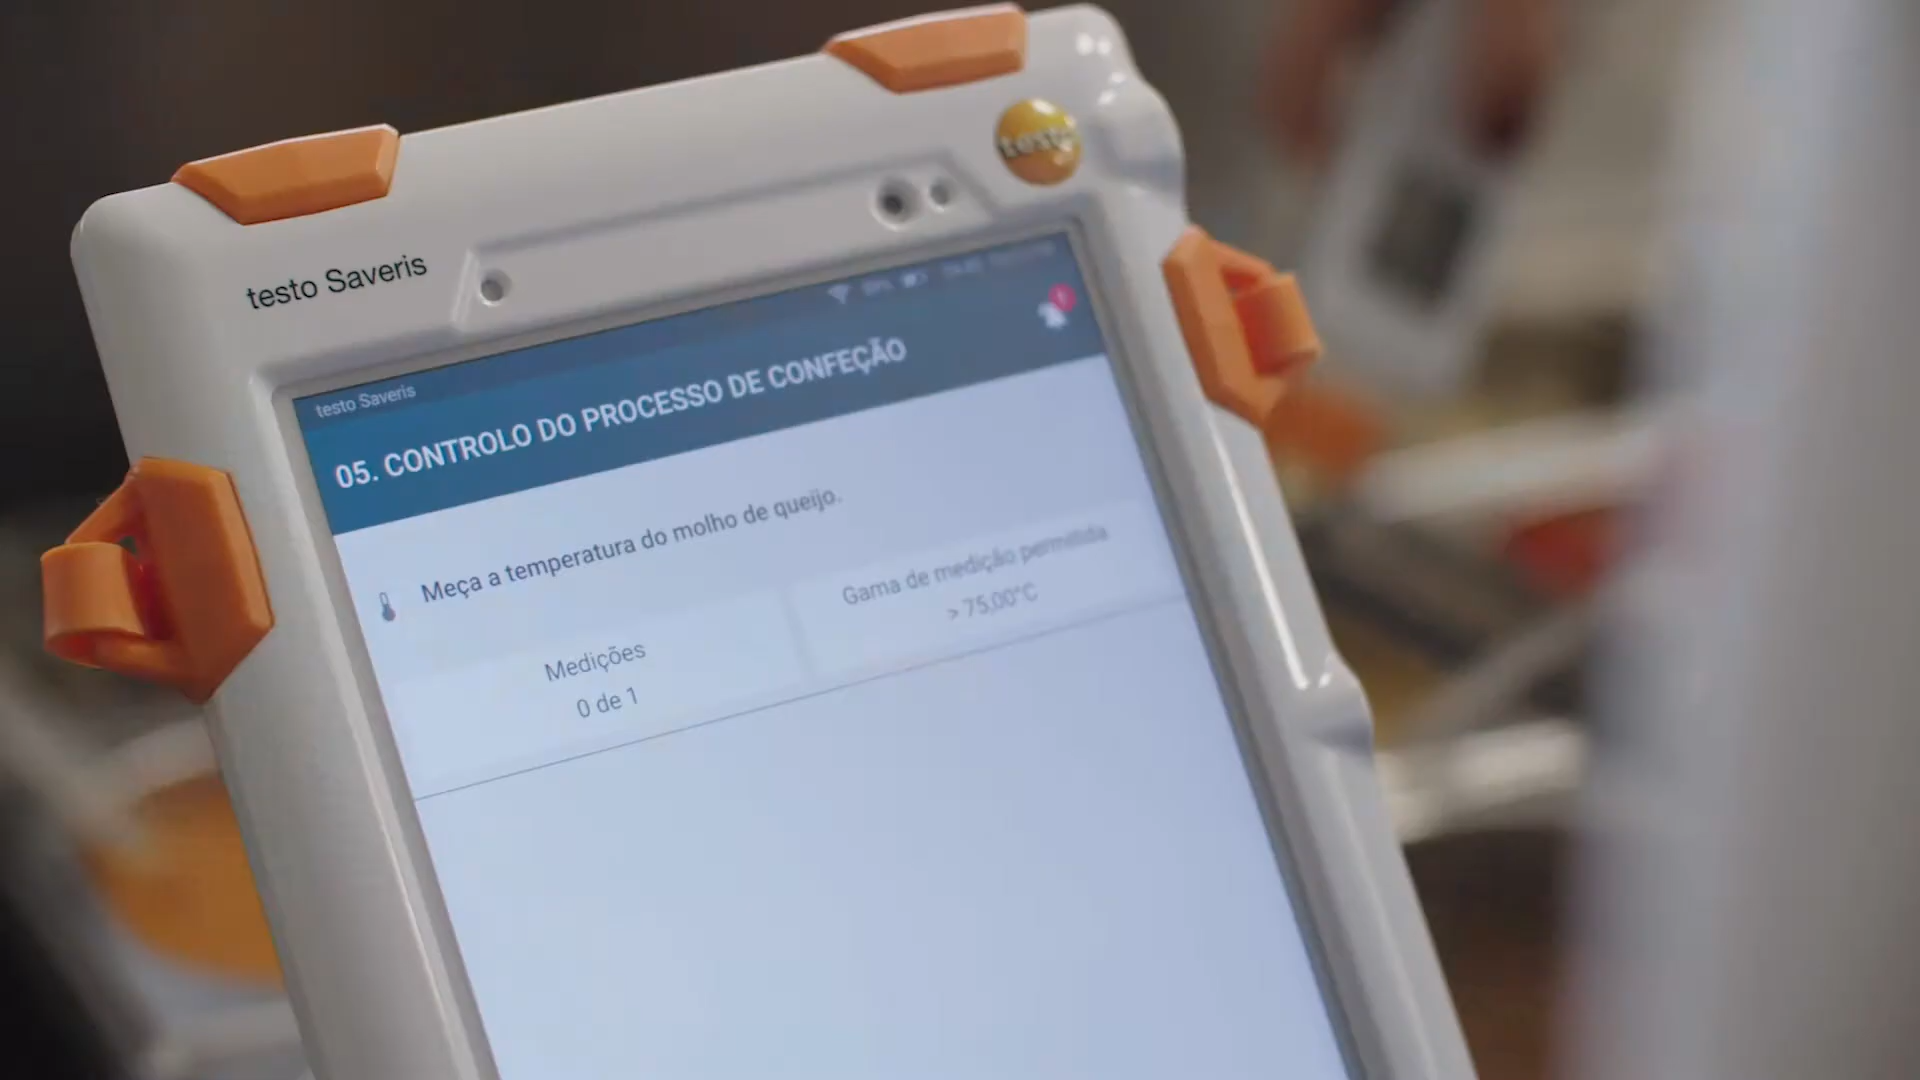 testo
testo Saveris
testo Saveris
05. CONTROLO DO PROCESSO DE CONFEÇÃO
Meça a temperatura do molho de queijo.
Medições
0 de 1
Gama de medição permitida
> 75.00°C